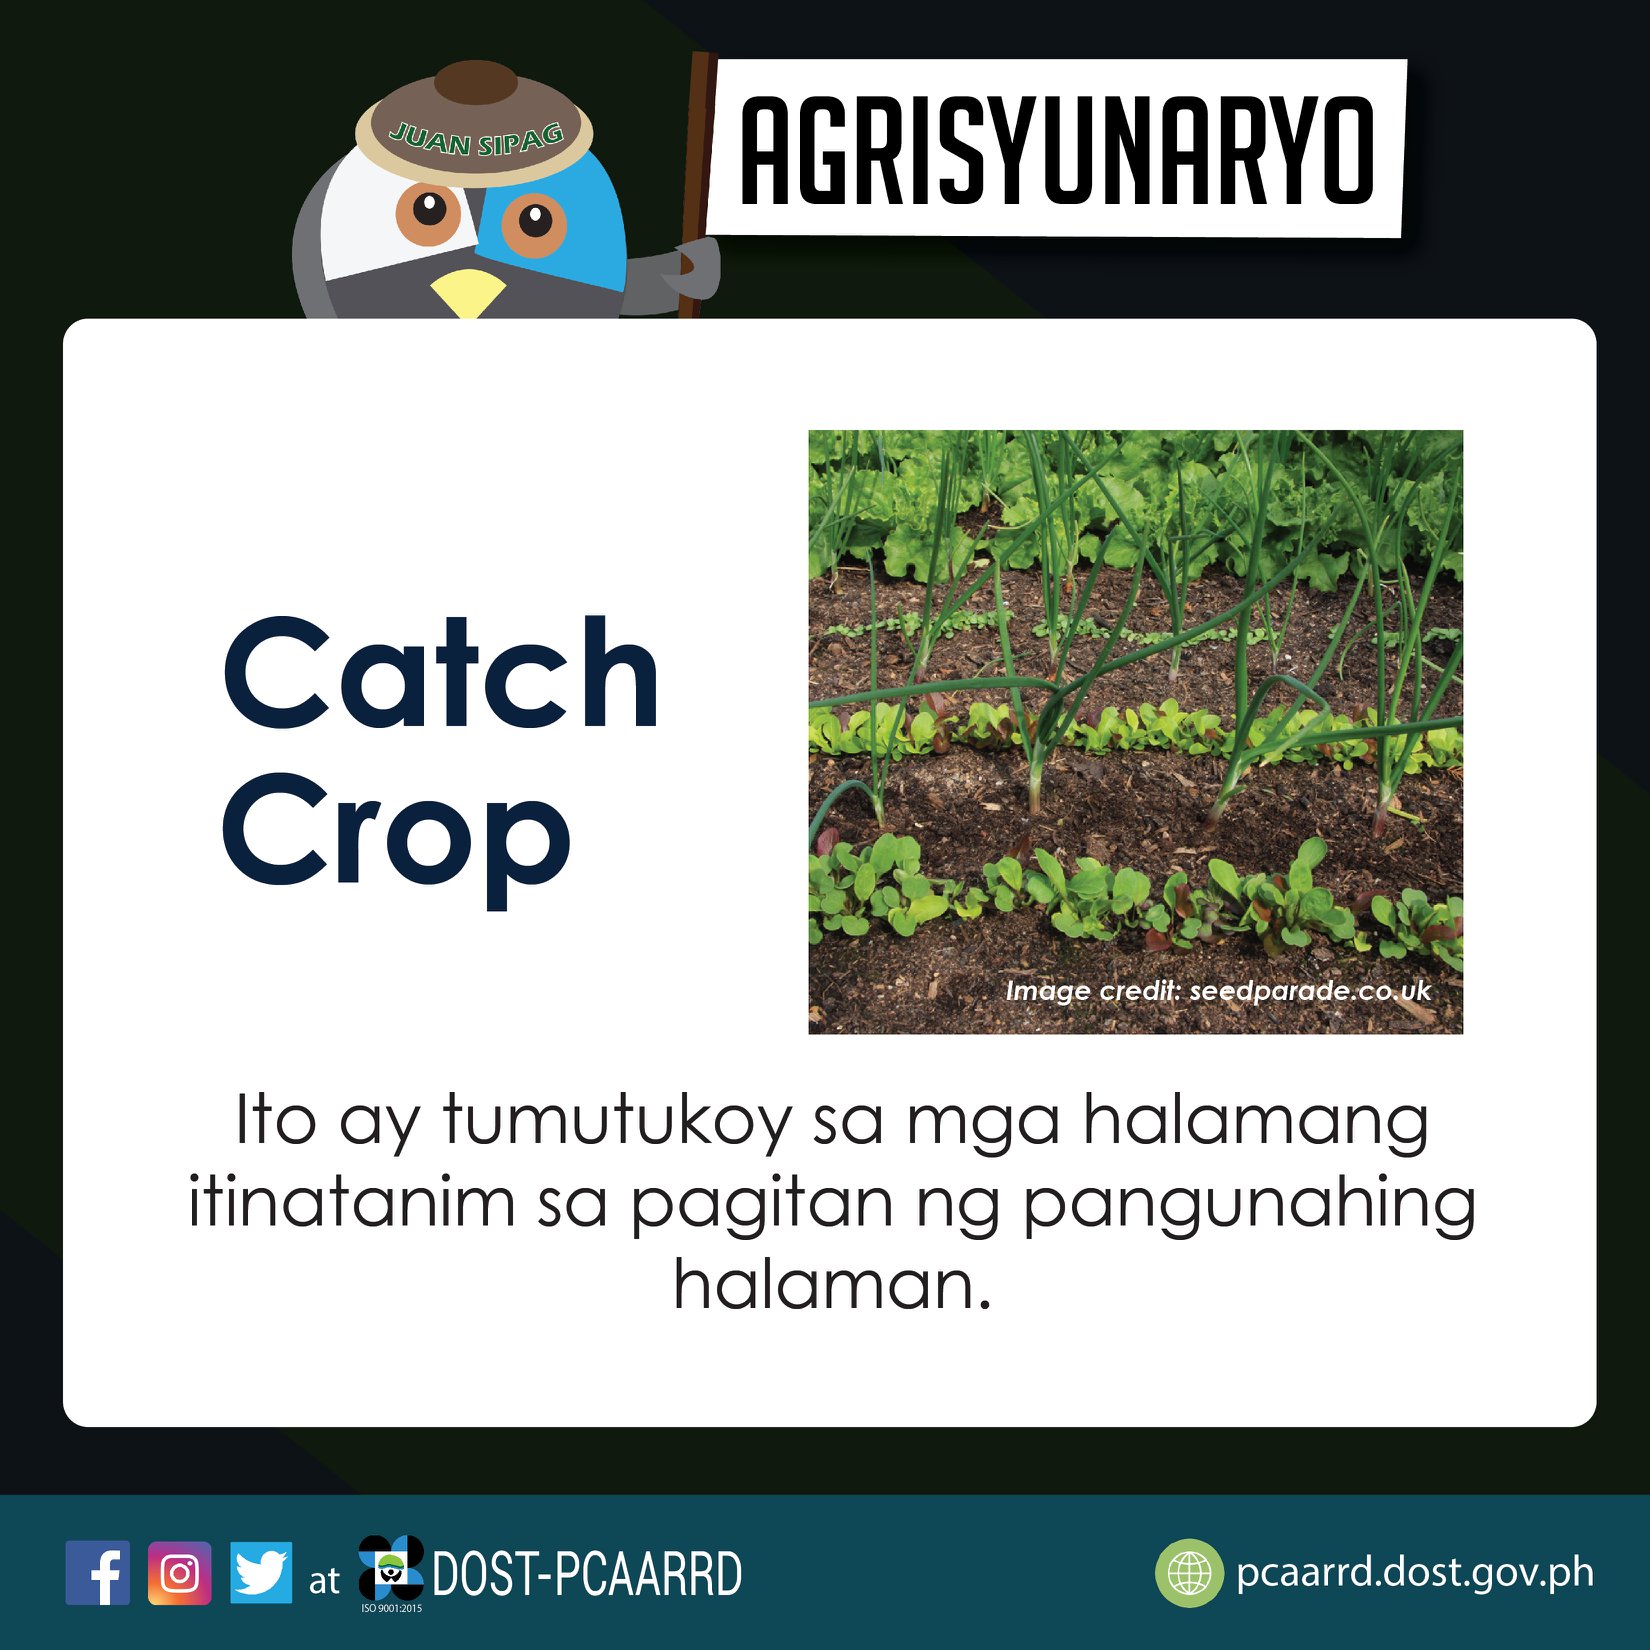 JUAN SIPAG
AGRISYUNARYO
Catch
Crop
Image credit: seedparade.co.uk
Ito ay tumutukoy sa mga halamang
itinatanim sa pagitan ng pangunahing
halaman.
at DOST-PCAARRD
ISO 9001:2015
pcaarrd.dost.gov.ph